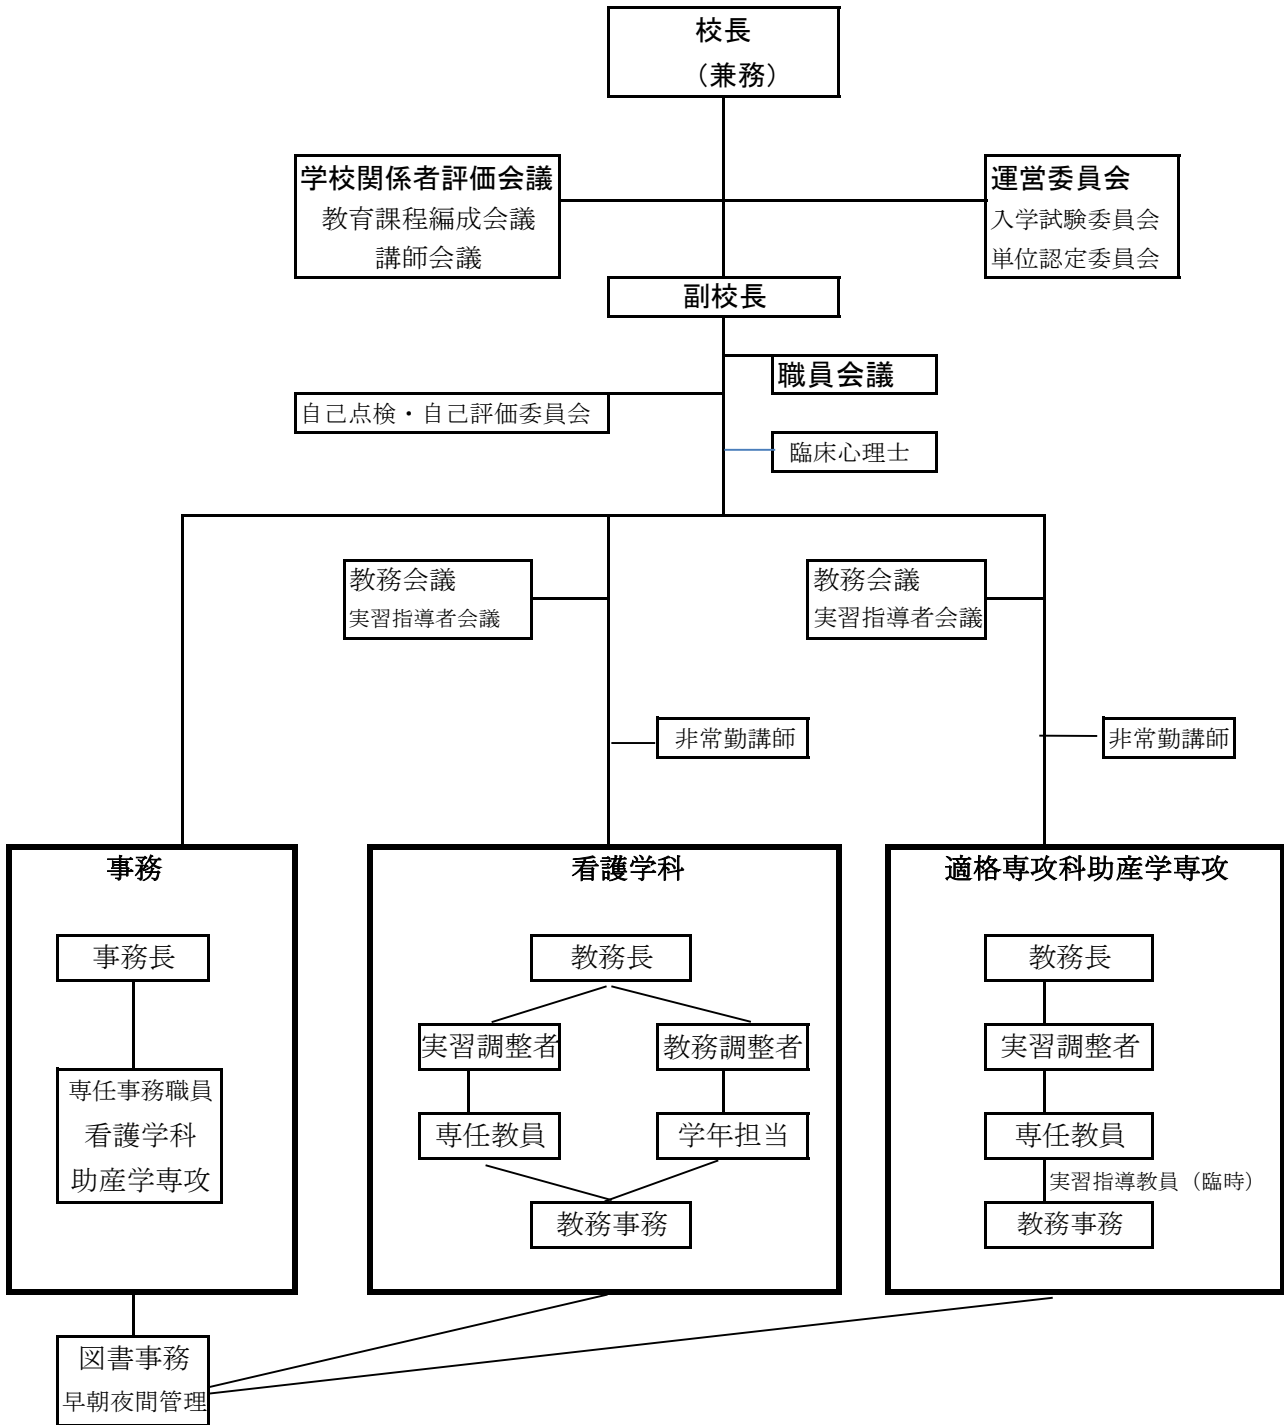 校長
（兼務）
学校関係者評価会議
教育課程編成会議
講師会議
運営委員会
入学試験委員会
単位認定委員会
副校長
職員会議
自己点検・自己評価委員会
臨床心理士
教務会議
実習指導者会議
教務会議
実習指導者会議
非常勤講師
非常勤講師
事務
事務長
専任事務職員
看護学科
助産学専攻
看護学科
教務長
実習調整者
教務調整者
専任教員
学年担当
教務事務
適格専攻科助産学専攻
教務長
実習調整者
専任教員
実習指導教員（臨時）
教務事務
図書事務
早朝夜間管理